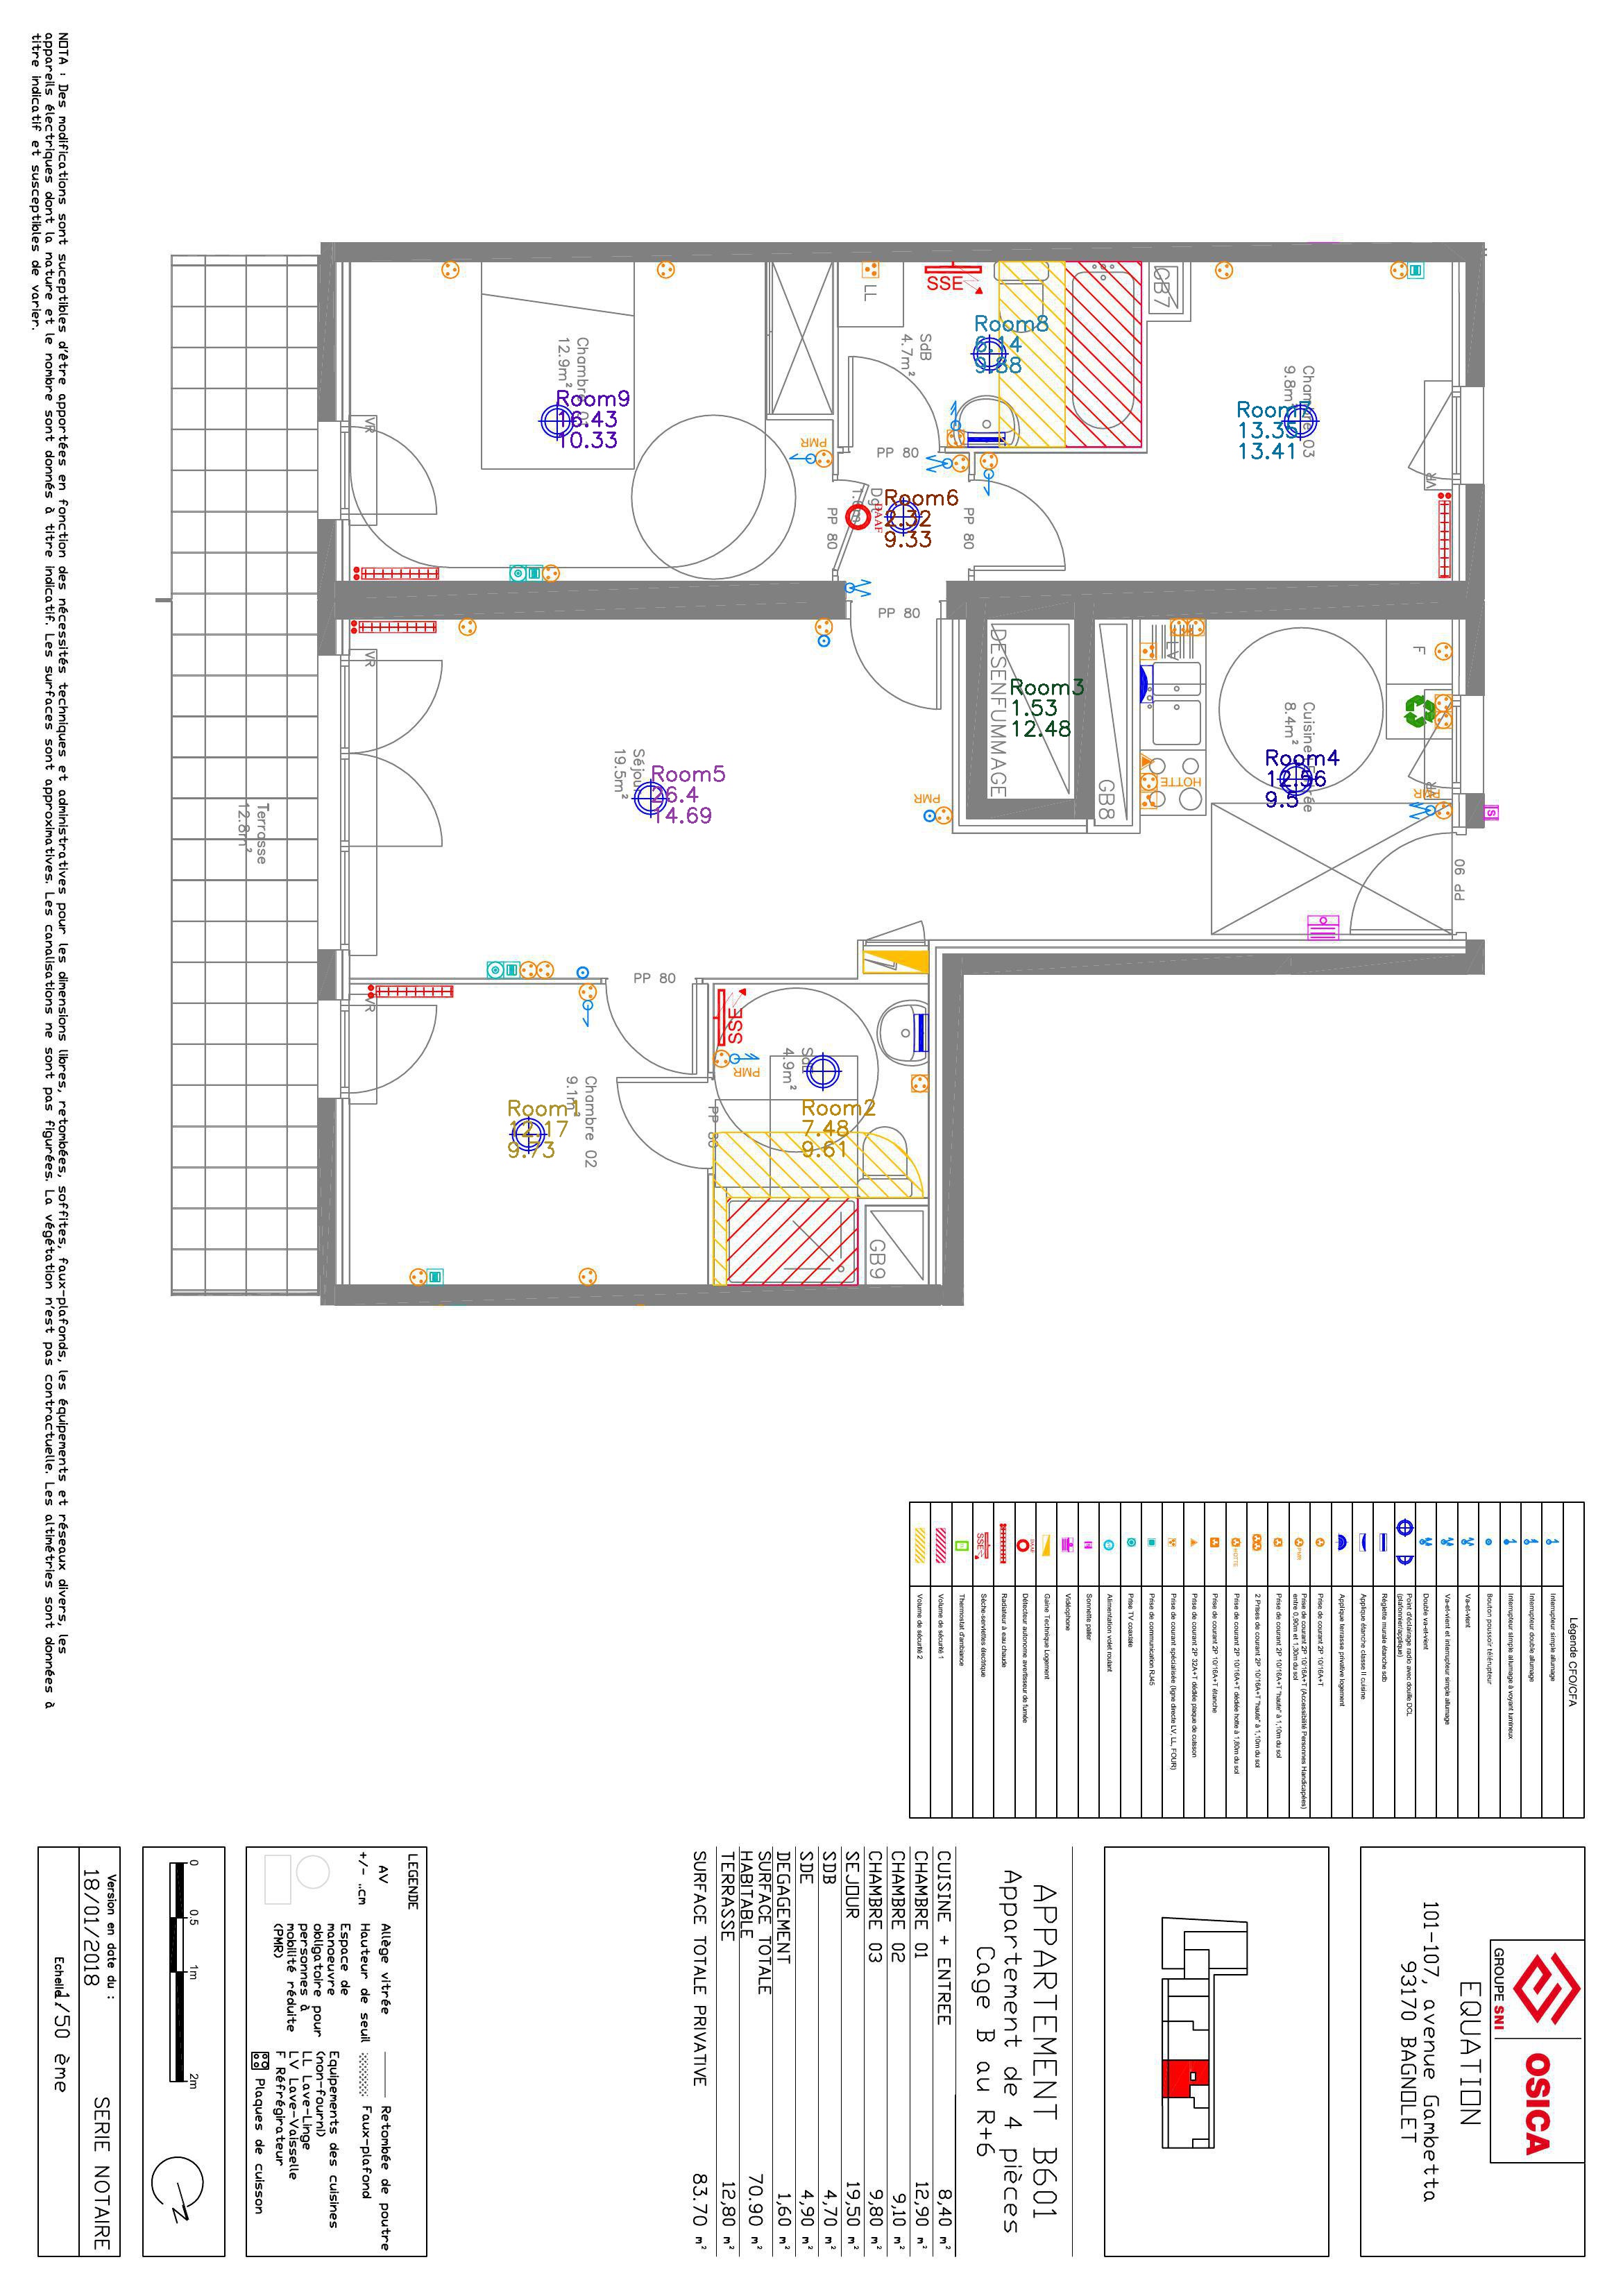 NOTA : Des modifications sont susceptibles d'être apportées en fonction des nécessités techniques et administratives pour les dimensions libres, retombées, soffites, faux-plafonds, les équipements et réseaux divers, les
appareils électriques dont la nature et le nombre sont donnés à titre indicatif. Les surfaces sont approximatives. Les canalisations ne sont pas figurées. La végétation n'est pas contractuelle. Les altimétries sont données à
titre indicatif et susceptibles de varier.
LL
SSE
GB7
Room8
6.14
9.88
SdB
4.7m²
Chambre 01
12.9m²
Room9
16.43
10.33
Chambre 03
9.8m²
Room7
13.35
13.41
VR
VR
PMR
PP 80
Room6
2.32
9.33
DAAF
PP 80
PP 80
PP 80
VR
DESENFUMMAGE
LV
F
Room3
1.53
12.48
GB8
HOTTE
Cuisine
8.4m²
Room4
12.56
9.5
PMR
S
Séjour
19.5m²
Room5
26.4
14.69
PMR
Terrasse
12.8m²
PP 90
PP 80
VR
SSE
PMR
SdE
4.9m²
Chambre 02
9.1m²
Room1
12.17
9.73
PP 80
Room2
7.48
9.61
GB9
Légende CFO/CFA
Interrupteur simple allumage
Interrupteur double allumage
Interrupteur simple allumage à voyant lumineux
Bouton poussoir télérupteur
Va-et-vient
Va-et-vient et interrupteur simple allumage
Double va-et-vient
Point d'éclairage radio avec douille DCL
(plafonnier/applique)
Réglette murale étanche sdb
Applique étanche classe II cuisine
Applique terrasse privative logement
Prise de courant 2P 10/16A+T
Prise de courant 2P 10/16A+T (Accessibilité Personnes Handicapées)
entre 0,90m et 1,30m du sol
Prise de courant 2P 10/16A+T "haute" à 1,10m du sol
2 Prises de courant 2P 10/16A+T "haute" à 1,10m du sol
Prise de courant 2P 10/16A+T dédiée hotte à 1,80m du sol
Prise de courant 2P 10/16A+T étanche
Prise de courant 2P 32A+T dédiée plaque de cuisson
Prise de courant spécialisée (ligne directe LV, LL, FOUR)
Prise de communication RJ45
Prise TV coaxiale
Alimentation volet roulant
Sonnette palier
Vidéophone
Gaine Technique Logement
Détecteur autonome avertisseur de fumée
Radiateur à eau chaude
Sèche-serviettes électrique
Thermostat d'ambiance
Volume de sécurité 1
Volume de sécurité 2
GROUPE SNI
OSICA
EQUATION
101-107, avenue Gambetta
93170 BAGNOLET
APPARTEMENT B601
Appartement de 4 pièces
Cage B au R+6
CUISINE + ENTREE 8,40 m²
CHAMBRE 01 12,90 m²
CHAMBRE 02 9,10 m²
CHAMBRE 03 9,80 m²
SEJOUR 19,50 m²
SDB 4,70 m²
SDE 4,90 m²
DEGAGEMENT 1,60 m²
SURFACE TOTALE
HABITABLE 70.90 m²
TERRASSE 12,80 m²
SURFACE TOTALE PRIVATIVE 83.70 m²
LEGENDE
AV Allège vitrée
+/- ..cm Hauteur de seuil
Espace de
manoeuvre
obligatoire pour
personnes à
mobilité réduite
(PMR)
Retombée de poutre
Faux-plafond
Equipements des cuisines
(non-fourni)
LL Lave-Linge
LV Lave-Vaisselle
F Réfrigérateur
Plaques de cuisson
0 0.5 1m 2m
N
Version en date du :
18/01/2018 SERIE NOTAIRE
Echelle 1/50 ème